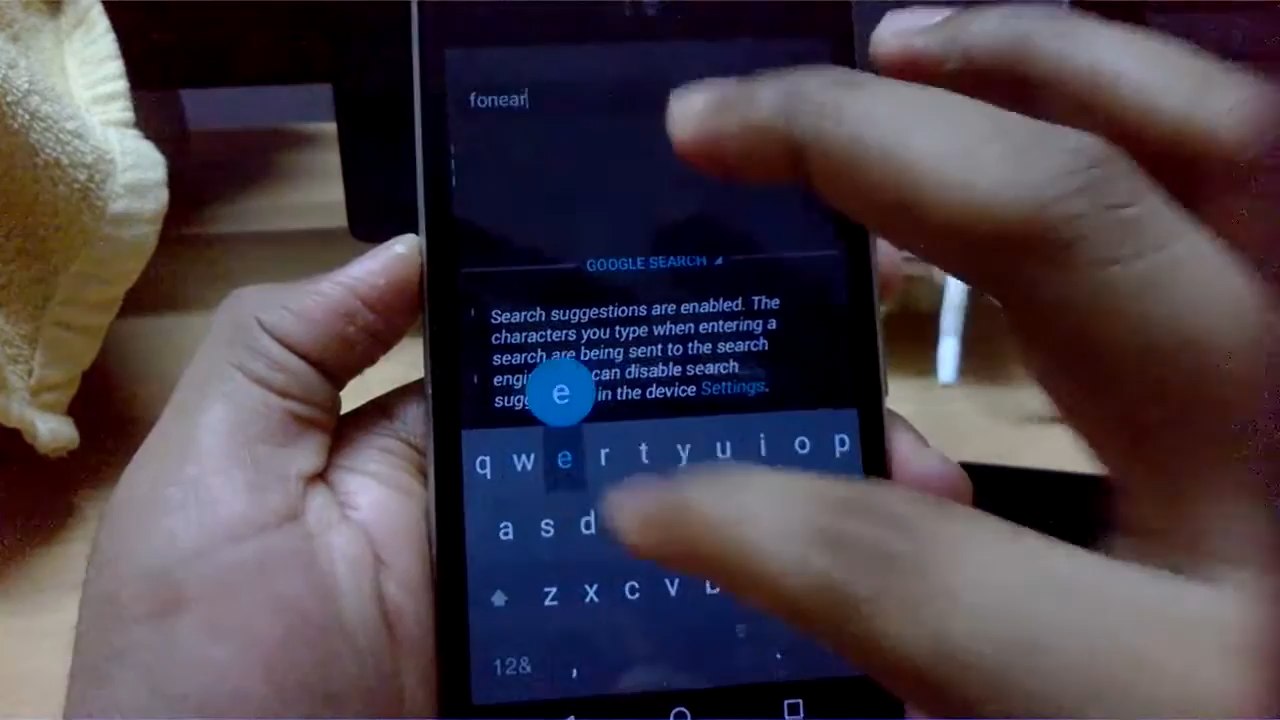 fonear
GOOGLE SEARCH
Search suggestions are enabled. The
characters you type when entering a
search are being sent to the search
can disable search
in the device Settings.
e
q w e r t y u i o p
a s d
z x c v
12& , .